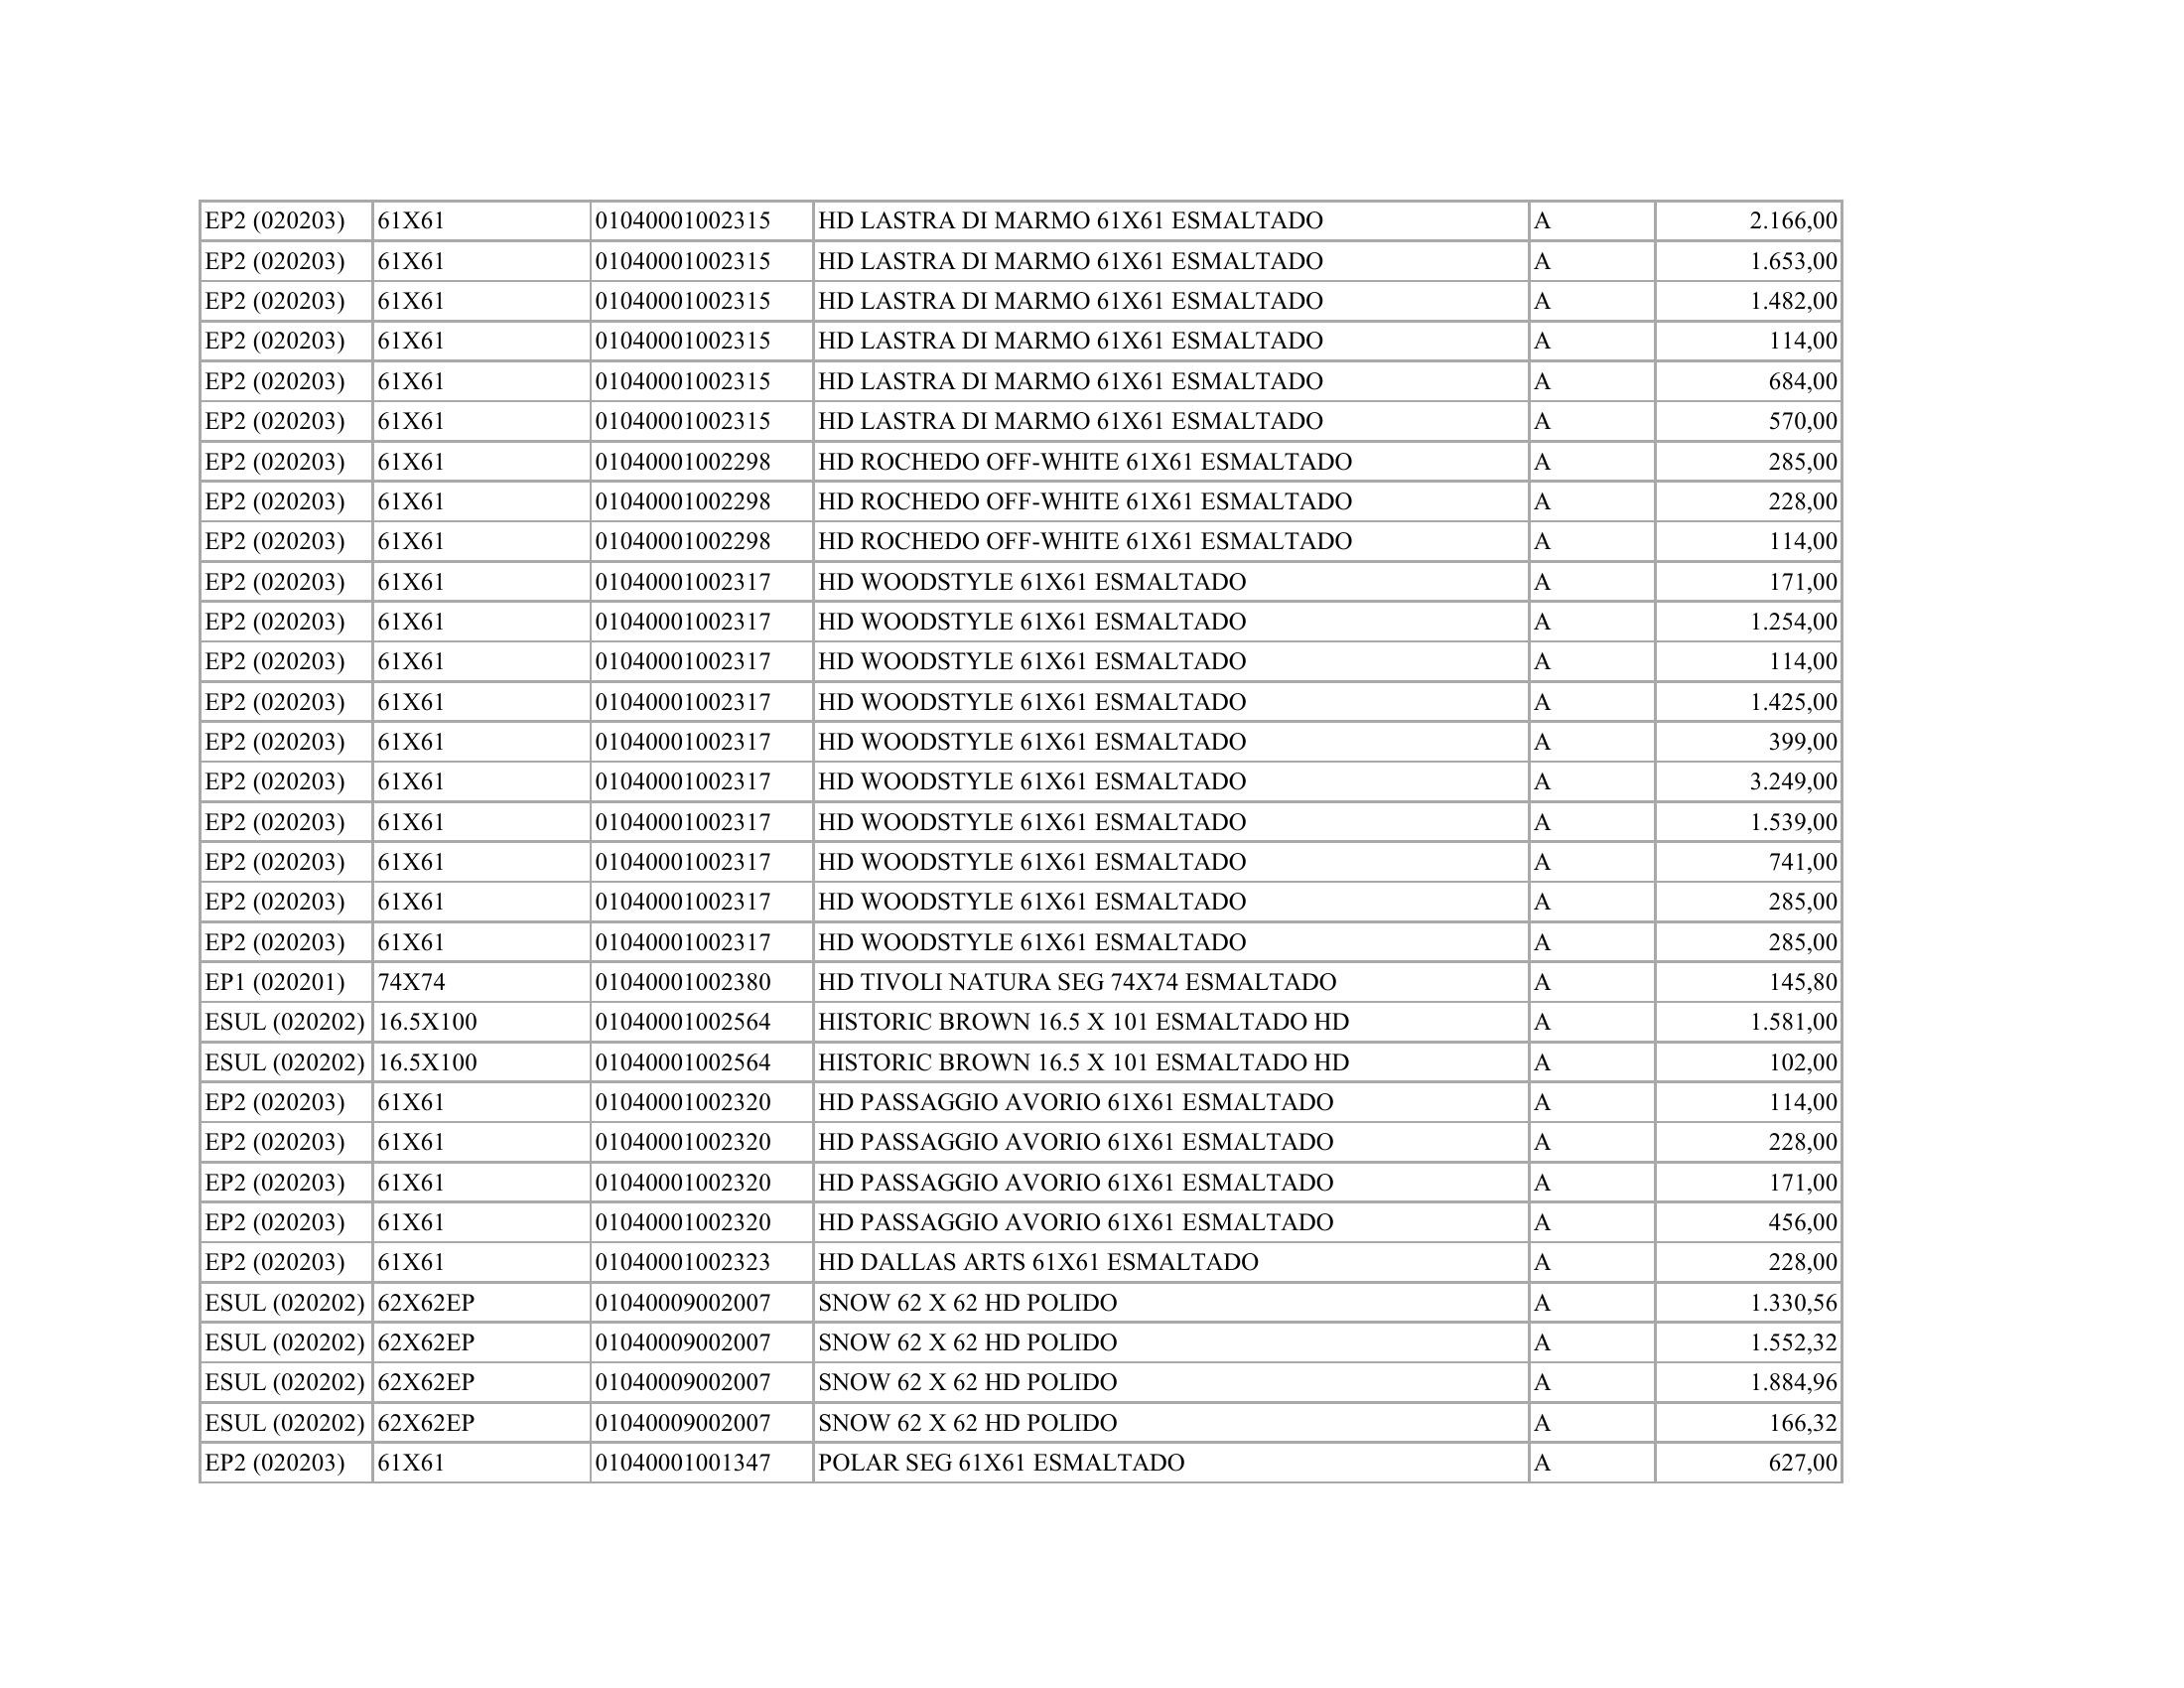 EP2 (020203) 61X61 01040001002315 HD LASTRA DI MARMO 61X61 ESMALTADO A 2.166,00
EP2 (020203) 61X61 01040001002315 HD LASTRA DI MARMO 61X61 ESMALTADO A 1.653,00
EP2 (020203) 61X61 01040001002315 HD LASTRA DI MARMO 61X61 ESMALTADO A 1.482,00
EP2 (020203) 61X61 01040001002315 HD LASTRA DI MARMO 61X61 ESMALTADO A 114,00
EP2 (020203) 61X61 01040001002315 HD LASTRA DI MARMO 61X61 ESMALTADO A 684,00
EP2 (020203) 61X61 01040001002315 HD LASTRA DI MARMO 61X61 ESMALTADO A 570,00
EP2 (020203) 61X61 01040001002298 HD ROCHEDO OFF-WHITE 61X61 ESMALTADO A 285,00
EP2 (020203) 61X61 01040001002298 HD ROCHEDO OFF-WHITE 61X61 ESMALTADO A 228,00
EP2 (020203) 61X61 01040001002298 HD ROCHEDO OFF-WHITE 61X61 ESMALTADO A 114,00
EP2 (020203) 61X61 01040001002317 HD WOODSTYLE 61X61 ESMALTADO A 171,00
EP2 (020203) 61X61 01040001002317 HD WOODSTYLE 61X61 ESMALTADO A 1.254,00
EP2 (020203) 61X61 01040001002317 HD WOODSTYLE 61X61 ESMALTADO A 114,00
EP2 (020203) 61X61 01040001002317 HD WOODSTYLE 61X61 ESMALTADO A 1.425,00
EP2 (020203) 61X61 01040001002317 HD WOODSTYLE 61X61 ESMALTADO A 399,00
EP2 (020203) 61X61 01040001002317 HD WOODSTYLE 61X61 ESMALTADO A 3.249,00
EP2 (020203) 61X61 01040001002317 HD WOODSTYLE 61X61 ESMALTADO A 1.539,00
EP2 (020203) 61X61 01040001002317 HD WOODSTYLE 61X61 ESMALTADO A 741,00
EP2 (020203) 61X61 01040001002317 HD WOODSTYLE 61X61 ESMALTADO A 285,00
EP2 (020203) 61X61 01040001002317 HD WOODSTYLE 61X61 ESMALTADO A 285,00
EP1 (020201) 74X74 01040001002380 HD TIVOLI NATURA SEG 74X74 ESMALTADO A 145,80
ESUL (020202) 16.5X100 01040001002564 HISTORIC BROWN 16.5 X 101 ESMALTADO HD A 1.581,00
ESUL (020202) 16.5X100 01040001002564 HISTORIC BROWN 16.5 X 101 ESMALTADO HD A 102,00
EP2 (020203) 61X61 01040001002320 HD PASSAGGIO AVORIO 61X61 ESMALTADO A 114,00
EP2 (020203) 61X61 01040001002320 HD PASSAGGIO AVORIO 61X61 ESMALTADO A 228,00
EP2 (020203) 61X61 01040001002320 HD PASSAGGIO AVORIO 61X61 ESMALTADO A 171,00
EP2 (020203) 61X61 01040001002320 HD PASSAGGIO AVORIO 61X61 ESMALTADO A 456,00
EP2 (020203) 61X61 01040001002323 HD DALLAS ARTS 61X61 ESMALTADO A 228,00
ESUL (020202) 62X62EP 01040009002007 SNOW 62 X 62 HD POLIDO A 1.330,56
ESUL (020202) 62X62EP 01040009002007 SNOW 62 X 62 HD POLIDO A 1.552,32
ESUL (020202) 62X62EP 01040009002007 SNOW 62 X 62 HD POLIDO A 1.884,96
ESUL (020202) 62X62EP 01040009002007 SNOW 62 X 62 HD POLIDO A 166,32
EP2 (020203) 61X61 01040001001347 POLAR SEG 61X61 ESMALTADO A 627,00